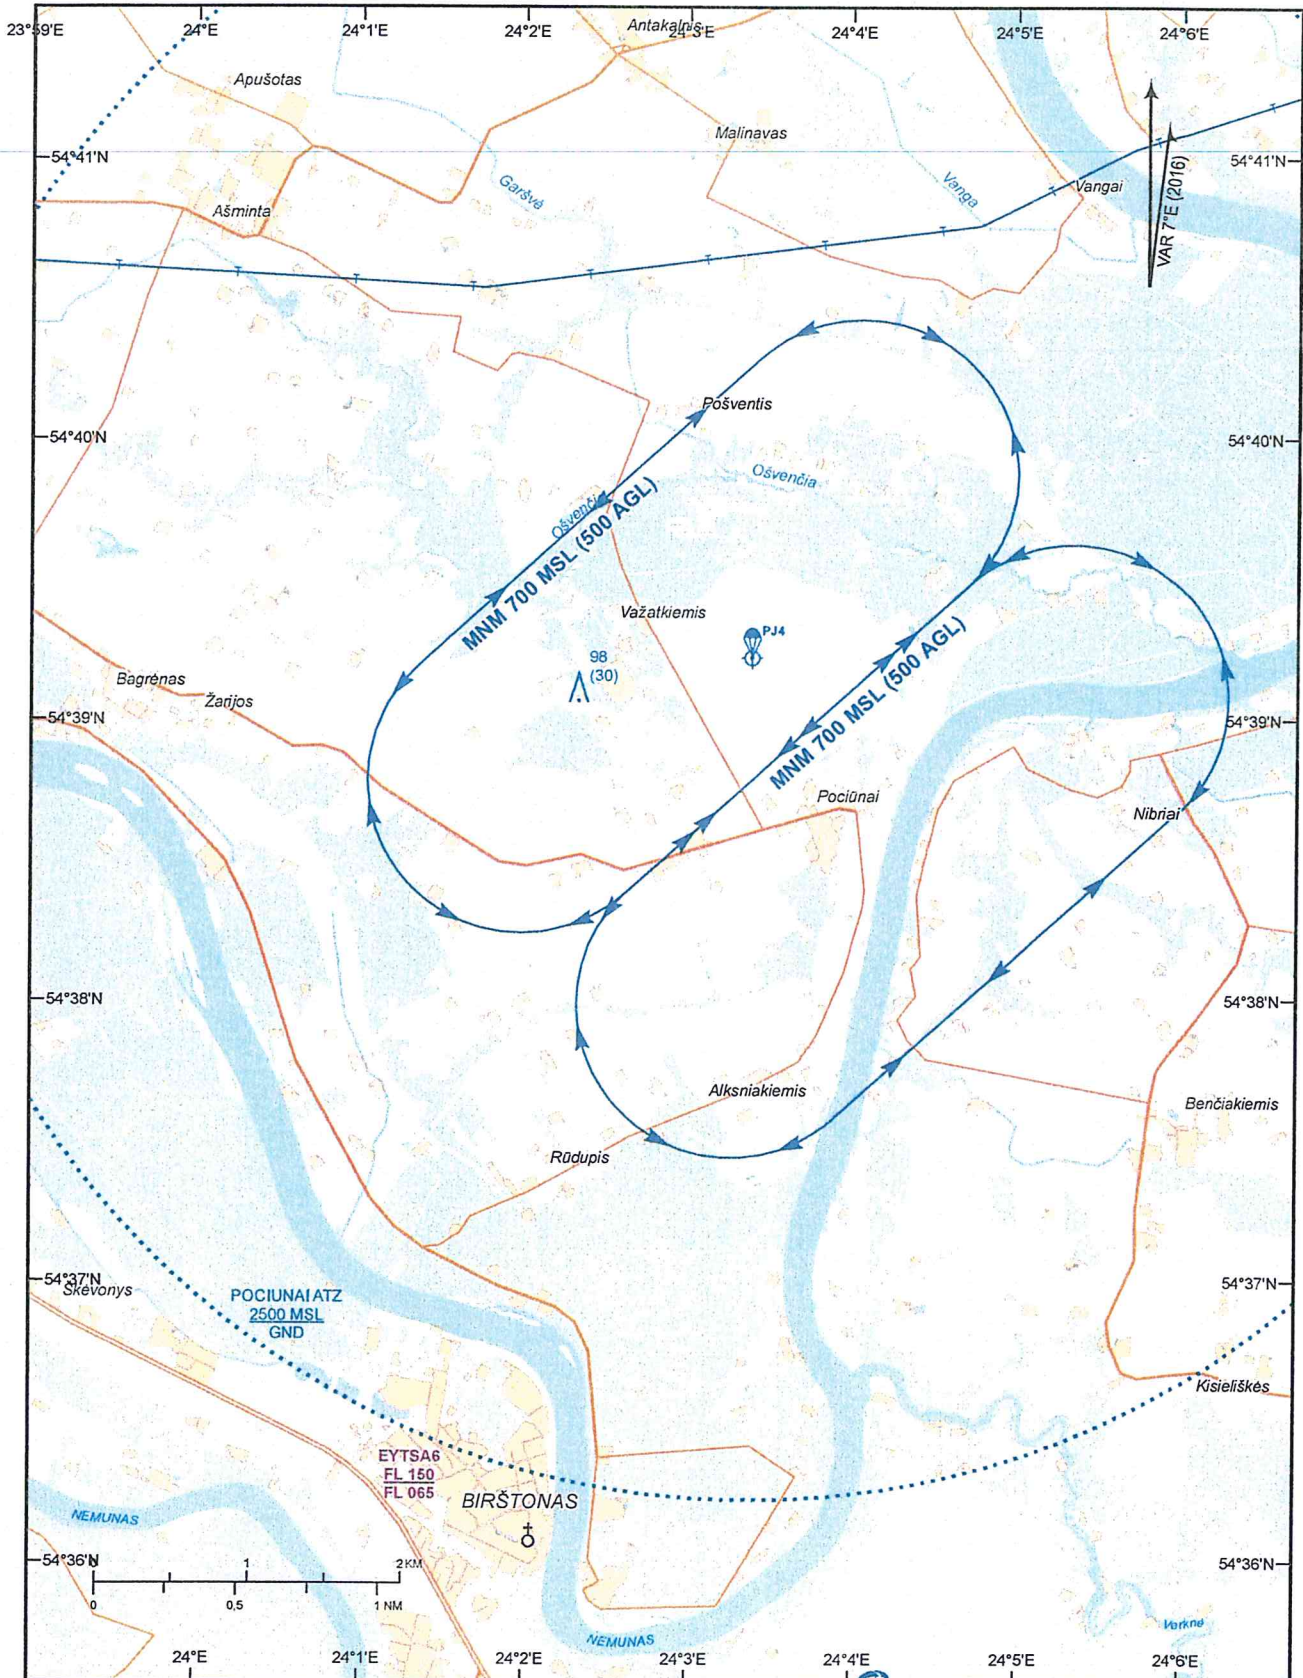 23°59'E
24°E
24°1'E
24°2'E
24°3'E
24°4'E
24°5'E
24°6'E
Antakalnis
Apušotas
Malinavas
54°41'N
54°41'N
Garšvė
Vanga
Vangai
VAR 7°E (2016)
Ašminta
Pošventis
54°40'N
54°40'N
Ošvenčia
Ošvenčia
MNM 700 MSL (500 AGL)
Važatkiemis
PJ4
MNM 700 MSL (500 AGL)
98
(30)
Bagrėnas
Žarijos
54°39'N
54°39'N
Pociūnai
Nibriai
54°38'N
54°38'N
Alksniakiemis
Benčiakiemis
Rūdupis
54°37'N
54°37'N
Škėvonys
POCIUNAI ATZ
2500 MSL
GND
Kisieliškės
EYTSA6
FL 150
FL 065
BIRŠTONAS
NEMUNAS
54°36'N
54°36'N
0 1 2 KM
0 0,5 1 NM
NEMUNAS
Verknė
24°E
24°1'E
24°2'E
24°3'E
24°4'E
24°5'E
24°6'E